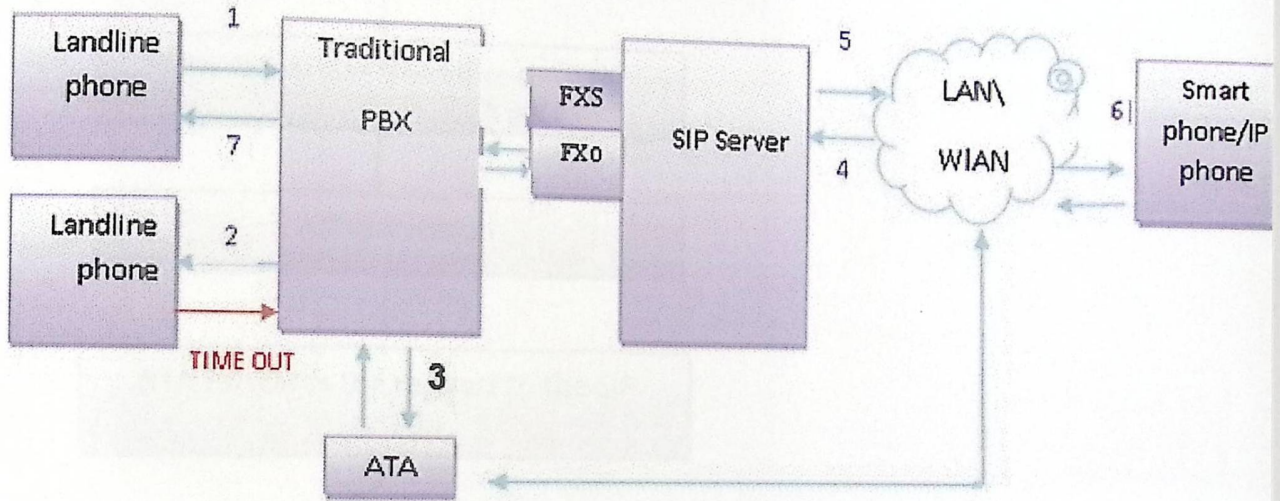 1
Landline
phone
7
Traditional
PBX
FXS
FXO
SIP Server
5
4
LAN\
WIAN
6|
Smart
phone/IP
phone
Landline
phone
2
TIME OUT
3
ATA